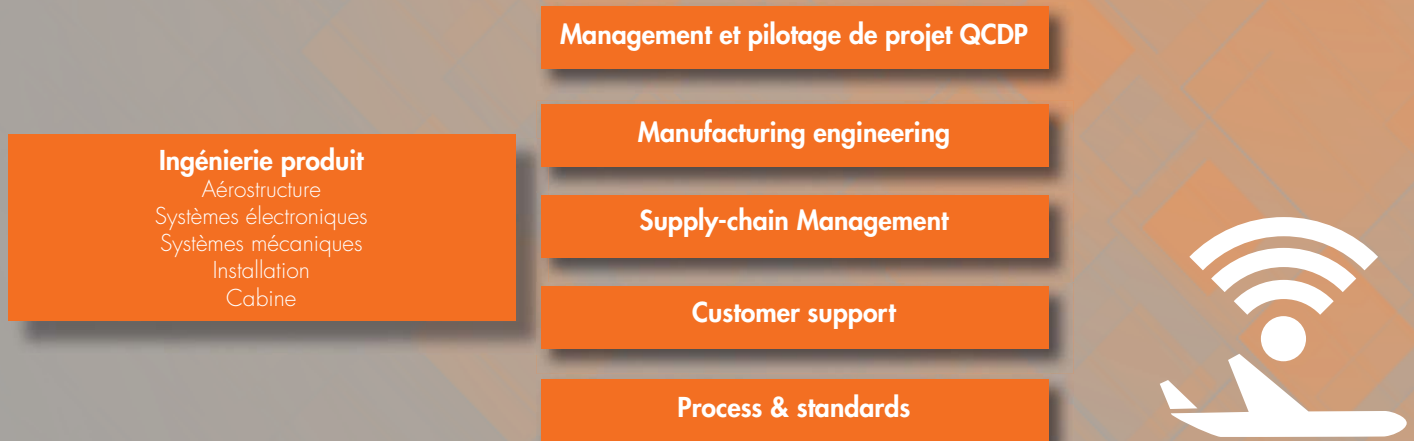 Management et pilotage de projet QCDP
Manufacturing engineering
Ingénierie produit
Aérostructure
Systèmes électroniques
Systèmes mécaniques
Installation
Cabine
Supply-chain Management
Customer support
Process & standards